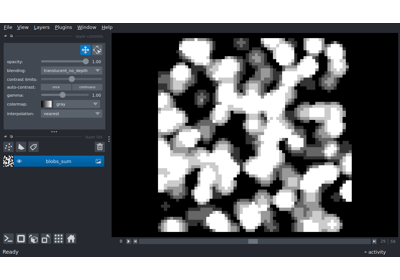 File View Layers Plugins Window Help
opacity: 1.00
blending: translucent_no_depth
contrast limits:
auto-contrast: once continuous
gamma: 1.00
colormap: gray
interpolation: nearest
blobs_sum
Ready
activity